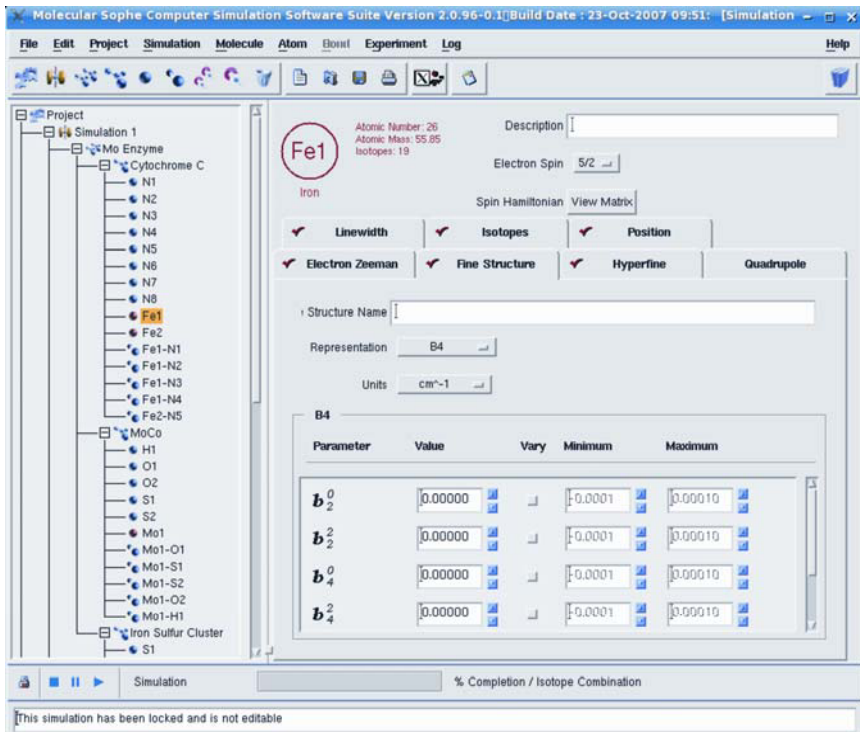 Molecular Sophe Computer Simulation Software Suite Version 2.0.96-0.1 Build Date : 23-Oct-2007 09:51: [Simulation
File Edit Project Simulation Molecule Atom Bond Experiment Log Help
Project
Simulation 1
Mo Enzyme
Cytochrome C
N1
N2
N3
N4
N5
N6
N7
N8
Fe1
Fe2
Fe1-N1
Fe1-N2
Fe1-N3
Fe1-N4
Fe2-N5
MoCo
H1
O1
O2
S1
S2
Mo1
Mo1-O1
Mo1-S1
Mo1-S2
Mo1-O2
Mo1-H1
Iron Sulfur Cluster
S1
Fe1
Iron
Atomic Number: 26
Atomic Mass: 55.85
Isotopes: 19
Description
Electron Spin 5/2
Spin Hamiltonian View Matrix
Linewidth Isotopes Position
Electron Zeeman Fine Structure Hyperfine Quadrupole
Structure Name
Representation B4
Units cm^-1
B4
Parameter Value Vary Minimum Maximum
b 0 2 0.00000 -0.0001 0.00010
b 2 2 0.00000 -0.0001 0.00010
b 0 4 0.00000 -0.0001 0.00010
b 2 4 0.00000 -0.0001 0.00010
Simulation % Completion / Isotope Combination
This simulation has been locked and is not editable